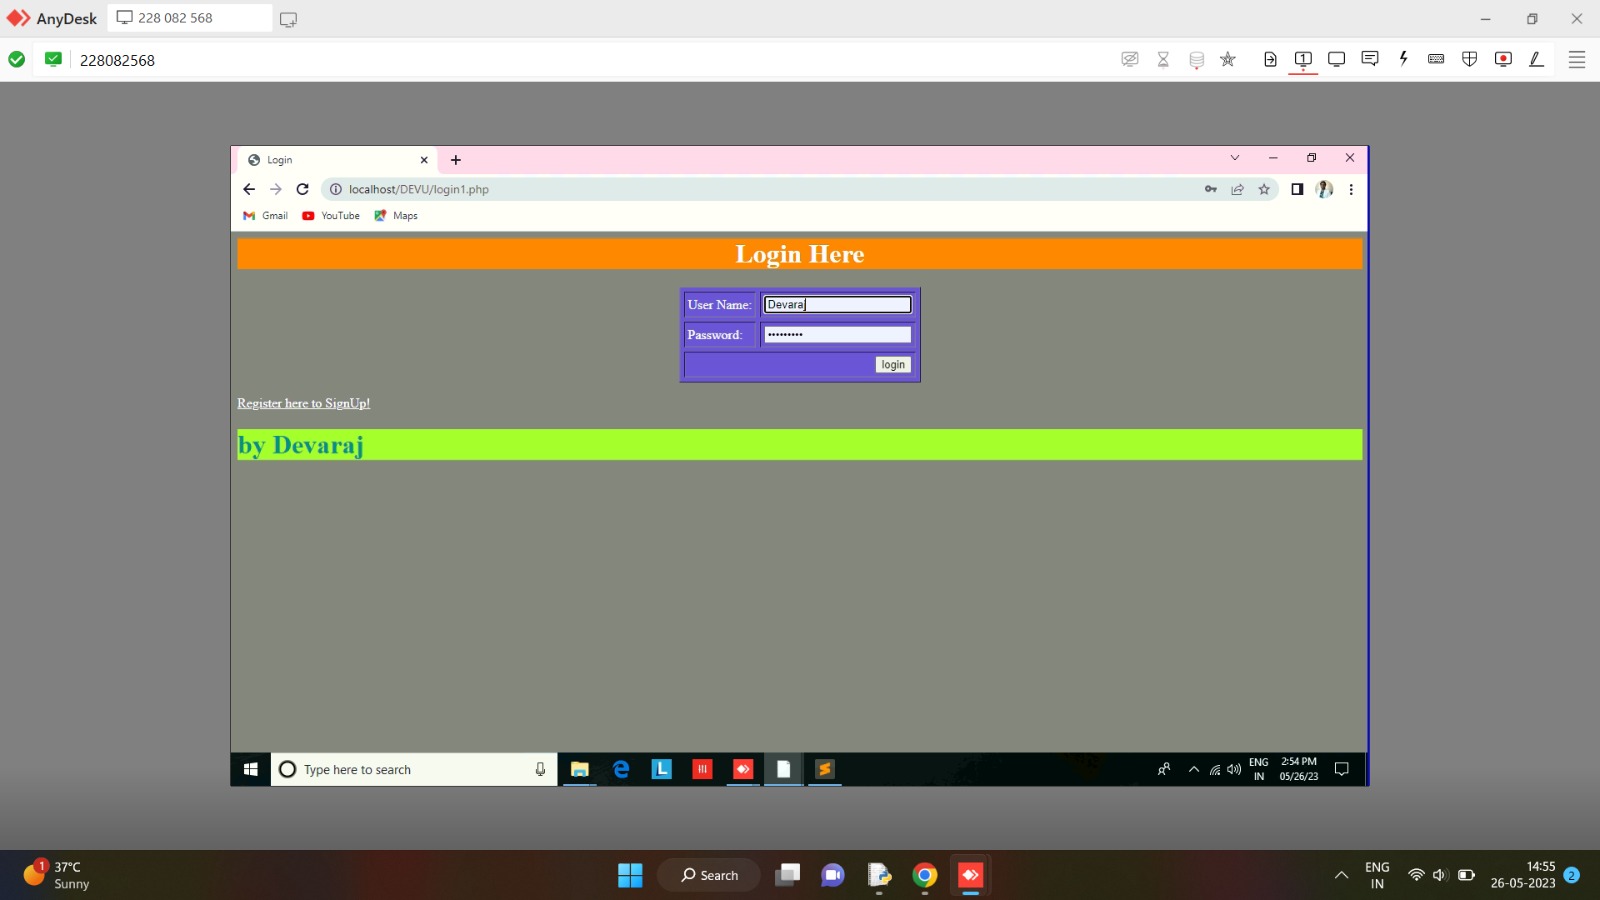 AnyDesk
228 082 568
228082568
1
Login
localhost/DEVU/login1.php
Gmail YouTube Maps
Login Here
User Name: Devaraj
Password: •••••••••
login
Register here to SignUp!
by Devaraj
Type here to search
L
ENG
IN
2:54 PM
05/26/23
1
37°C
Sunny
Search
ENG
IN
14:55
26-05-2023
2